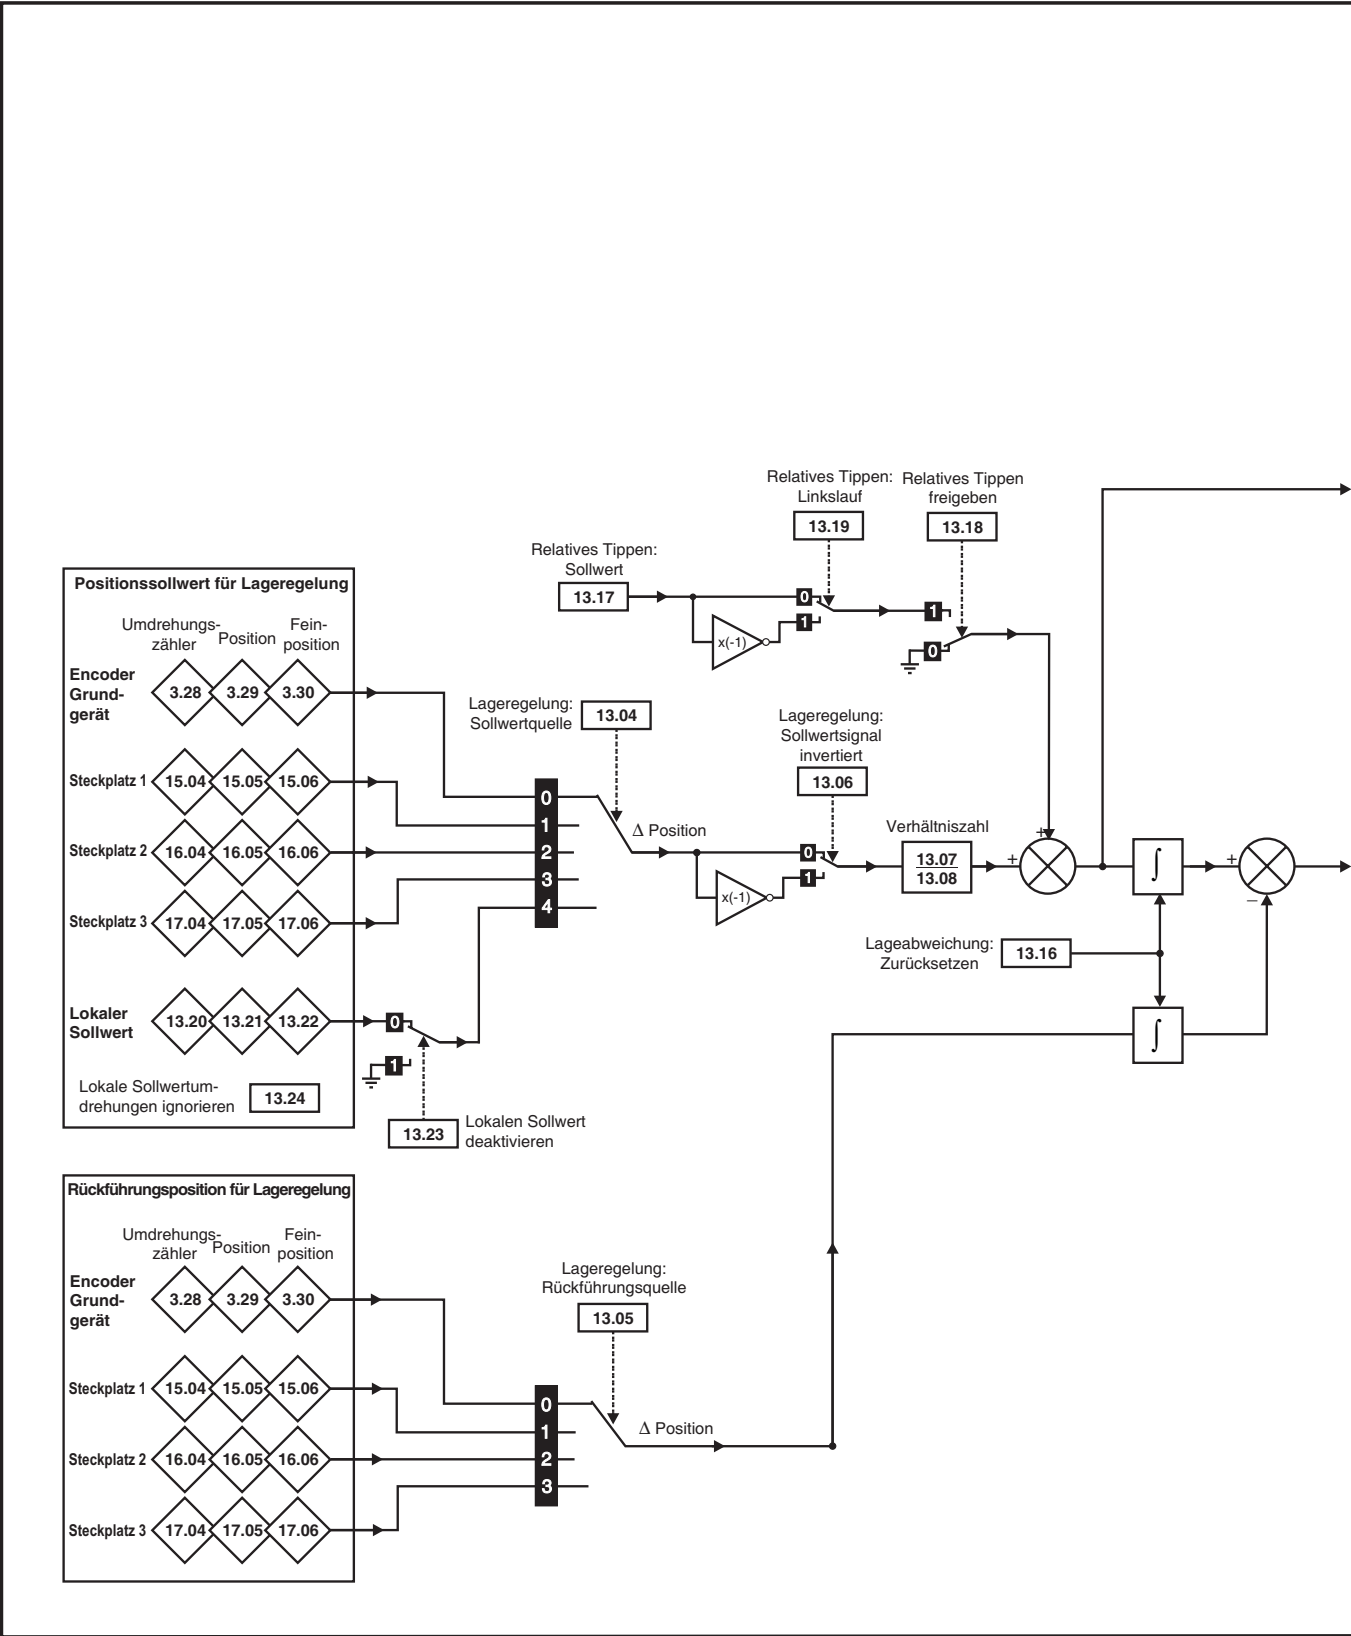 Relatives Tippen:
Linkslauf
13.19
Relatives Tippen
freigeben
13.18
Relatives Tippen:
Sollwert
13.17
0
1
x(-1)
1
0
Positionssollwert für Lageregelung
Umdrehungs-
zähler
Position
Fein-
position
Encoder
Grund-
gerät
3.28
3.29
3.30
Steckplatz 1
15.04
15.05
15.06
Steckplatz 2
16.04
16.05
16.06
Steckplatz 3
17.04
17.05
17.06
Lokaler
Sollwert
13.20
13.21
13.22
Lokale Sollwertum-
drehungen ignorieren
13.24
0
1
13.23
Lokalen Sollwert
deaktivieren
Lageregelung:
Sollwertquelle
13.04
0
1
2
3
4
Δ Position
Lageregelung:
Sollwertsignal
invertiert
13.06
0
1
x(-1)
Verhältniszahl
13.07
13.08
+
+
∫
+
−
Lageabweichung:
Zurücksetzen
13.16
∫
Rückführungsposition für Lageregelung
Umdrehungs-
zähler
Position
Fein-
position
Encoder
Grund-
gerät
3.28
3.29
3.30
Steckplatz 1
15.04
15.05
15.06
Steckplatz 2
16.04
16.05
16.06
Steckplatz 3
17.04
17.05
17.06
Lageregelung:
Rückführungsquelle
13.05
0
1
2
3
Δ Position